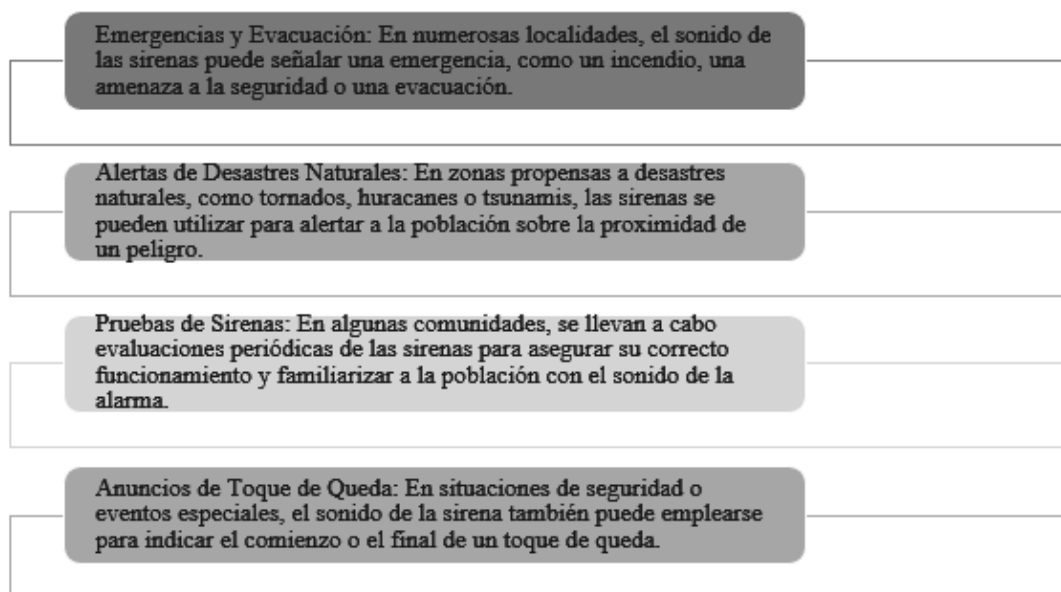 Emergencias y Evacuación: En numerosas localidades, el sonido de
las sirenas puede señalar una emergencia, como un incendio, una
amenaza a la seguridad o una evacuación.
Alertas de Desastres Naturales: En zonas propensas a desastres
naturales, como tornados, huracanes o tsunamis, las sirenas se
pueden utilizar para alertar a la población sobre la proximidad de
un peligro.
Pruebas de Sirenas: En algunas comunidades, se llevan a cabo
evaluaciones periódicas de las sirenas para asegurar su correcto
funcionamiento y familiarizar a la población con el sonido de la
alarma.
Anuncios de Toque de Queda: En situaciones de seguridad o
eventos especiales, el sonido de la sirena también puede emplearse
para indicar el comienzo o el final de un toque de queda.